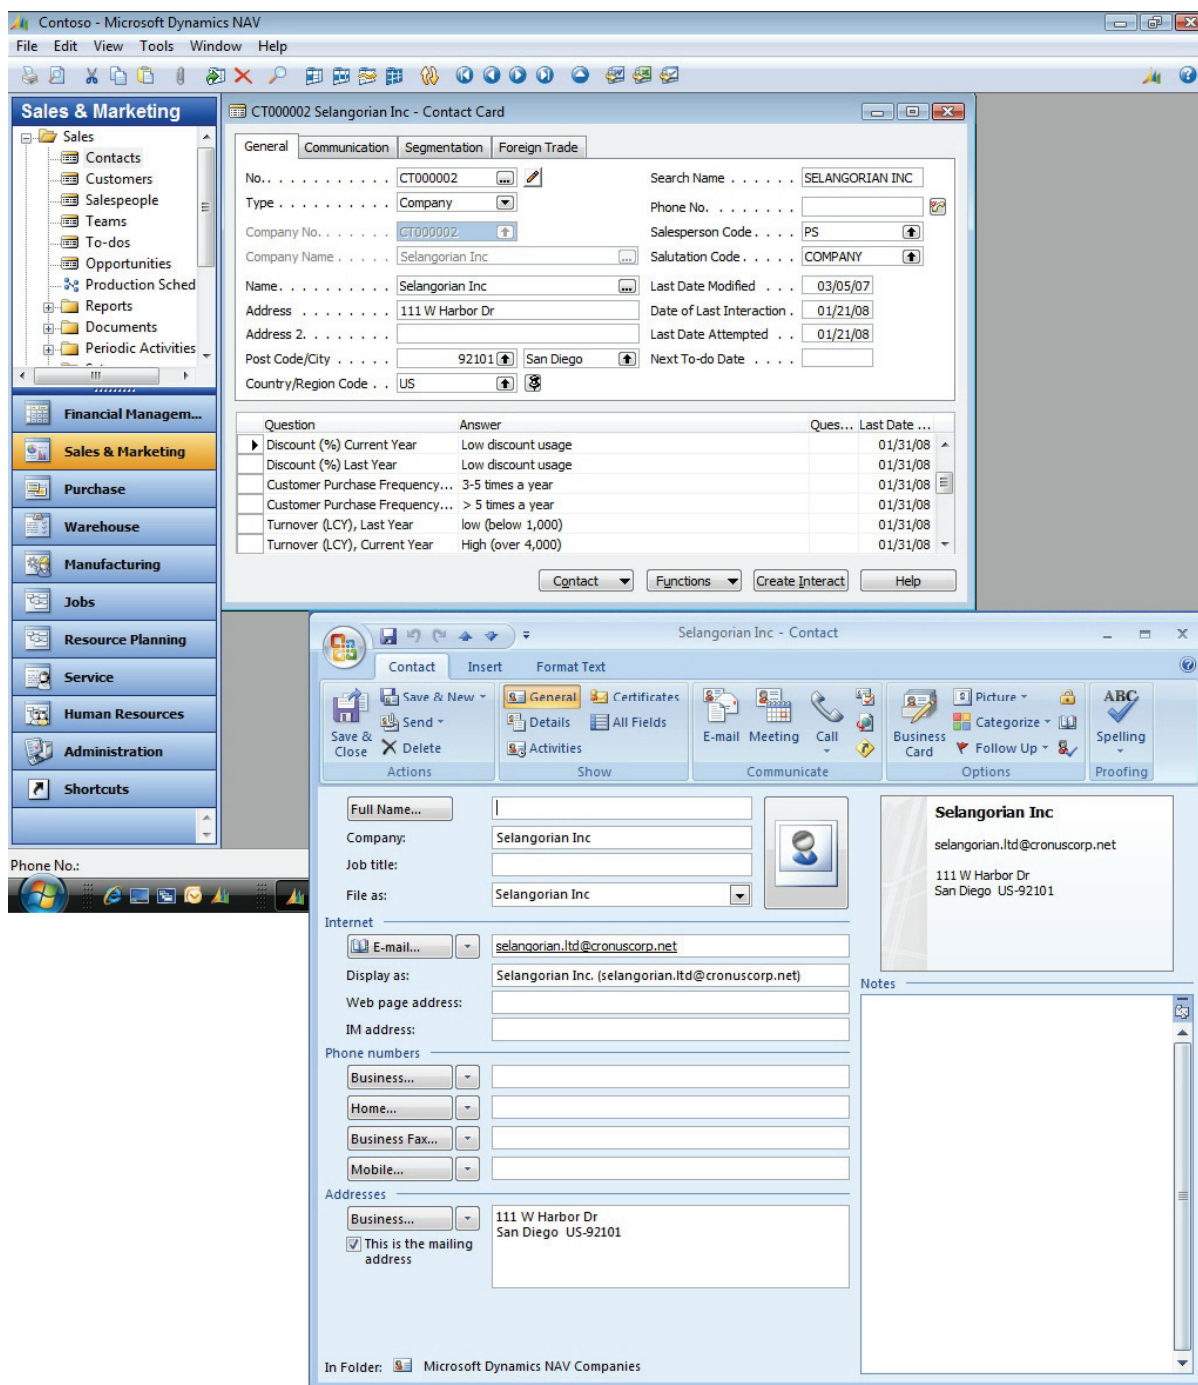 Contoso - Microsoft Dynamics NAV
File Edit View Tools Window Help
Sales & Marketing
Sales
Contacts
Customers
Salespeople
Teams
To-dos
Opportunities
Production Sched
Reports
Documents
Periodic Activities
Financial Managem...
Sales & Marketing
Purchase
Warehouse
Manufacturing
Jobs
Resource Planning
Service
Human Resources
Administration
Shortcuts
Phone No.:
CT000002 Selangorian Inc - Contact Card
General Communication Segmentation Foreign Trade
No. . . . . . . . . . . . CT000002 ... Search Name . . . . . . SELANGORIAN INC
Type . . . . . . . . . . Company Phone No. . . . . . . .
Company No. . . . . . . CT000002 Salesperson Code . . . . PS
Company Name . . . . . Selangorian Inc ... Salutation Code . . . . . COMPANY
Name. . . . . . . . . . . Selangorian Inc ... Last Date Modified . . . 03/05/07
Address . . . . . . . . 111 W Harbor Dr Date of Last Interaction . 01/21/08
Address 2. . . . . . . Last Date Attempted . . 01/21/08
Post Code/City . . . . . 92101 San Diego Next To-do Date . . . .
Country/Region Code . . US
Question Answer Ques... Last Date ...
Discount (%) Current Year Low discount usage 01/31/08
Discount (%) Last Year Low discount usage 01/31/08
Customer Purchase Frequency... 3-5 times a year 01/31/08
Customer Purchase Frequency... > 5 times a year 01/31/08
Turnover (LCY), Last Year low (below 1,000) 01/31/08
Turnover (LCY), Current Year High (over 4,000) 01/31/08
Contact Functions Create Interact Help
Selangorian Inc - Contact
Contact Insert Format Text
Save & Close
Save & New
Send
Delete
Actions
General Certificates
Details All Fields
Activities
Show
E-mail Meeting Call
Communicate
Business Card
Picture
Categorize
Follow Up
Options
ABC
Spelling
Proofing
Full Name...
Company: Selangorian Inc
Job title:
File as: Selangorian Inc
Internet
E-mail... selangorian.ltd@cronuscorp.net
Display as: Selangorian Inc. (selangorian.ltd@cronuscorp.net)
Web page address:
IM address:
Phone numbers
Business...
Home...
Business Fax...
Mobile...
Addresses
Business... 111 W Harbor Dr
San Diego US-92101
This is the mailing
address
Selangorian Inc
selangorian.ltd@cronuscorp.net
111 W Harbor Dr
San Diego US-92101
Notes
In Folder: Microsoft Dynamics NAV Companies